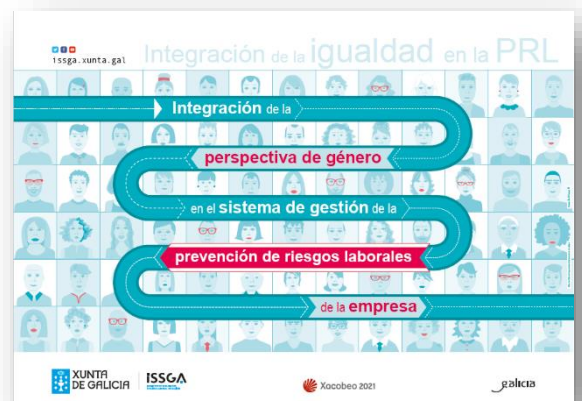 issga.xunta.gal
Integración de la igualdad en la PRL
Integración de la
perspectiva de género
en el sistema de gestión de la
prevención de riesgos laborales
de la empresa
XUNTA
DE GALICIA
ISSGA
Xacobeo 2021
galicia